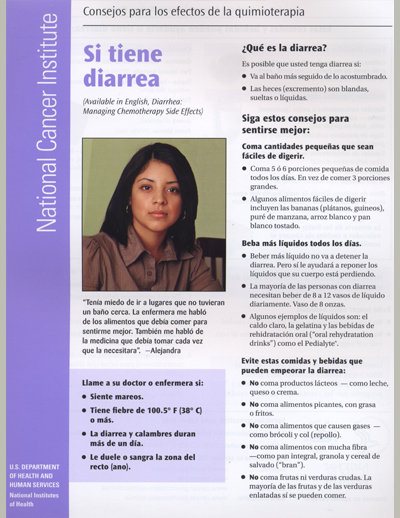 Consejos para los efectos de la quimioterapia
National Cancer Institute
Si tiene
diarrea
(Available in English, Diarrhea:
Managing Chemotherapy Side Effects)
"Tenía miedo de ir a lugares que no tuvieran
un baño cerca. La enfermera me habló
de los alimentos que debía comer para
sentirme mejor. También me habló de
la medicina que debía tomar cada vez
que la necesitara". —Alejandra
Llame a su doctor o enfermera si:
● Siente mareos.
● Tiene fiebre de 100.5° F (38° C)
o más.
● La diarrea y calambres duran
más de un día.
● Le duele o sangra la zona del
recto (ano).
¿Qué es la diarrea?
Es posible que usted tenga diarrea si:
● Va al baño más seguido de lo acostumbrado.
● Las heces (excremento) son blandas,
sueltas o líquidas.
Siga estos consejos para
sentirse mejor:
Coma cantidades pequeñas que sean
fáciles de digerir.
● Coma 5 ó 6 porciones pequeñas de comida
todos los días. En vez de comer 3 porciones
grandes.
● Algunos alimentos fáciles de digerir
incluyen las bananas (plátanos, guineos),
puré de manzana, arroz blanco y pan
blanco tostado.
Beba más líquidos todos los días.
● Beber más líquido no va a detener la
diarrea. Pero sí le ayudará a reponer los
líquidos que su cuerpo está perdiendo.
● La mayoría de las personas con diarrea
necesitan beber de 8 a 12 vasos de líquido
diariamente. Vaso de 8 onzas.
● Algunos ejemplos de líquidos son: el
caldo claro, la gelatina y las bebidas de
rehidratación oral ("oral rehydratation
drinks") como el Pedialyte®.
Evite estas comidas y bebidas que
pueden empeorar la diarrea:
● No coma productos lácteos — como leche,
queso o crema.
● No coma alimentos picantes, con grasa
o fritos.
● No coma alimentos que causen gases —
como brócoli y col (repollo).
● No coma alimentos con mucha fibra
—como pan integral, granola y cereal de
salvado ("bran").
● No coma frutas ni verduras crudas. La
mayoría de las frutas y de las verduras
enlatadas sí se pueden comer.
U.S. DEPARTMENT
OF HEALTH AND
HUMAN SERVICES
National Institutes
of Health